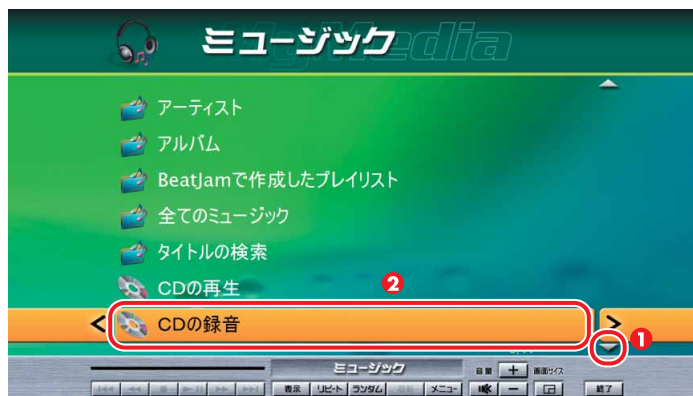 ミュージック
MyMedia
アーティスト
アルバム
BeatJamで作成したプレイリスト
全てのミュージック
タイトルの検索
CDの再生
2
CDの録音
1
ミュージック
音量 + 画面サイズ
表示 リピート ランダム メニュー − 終了